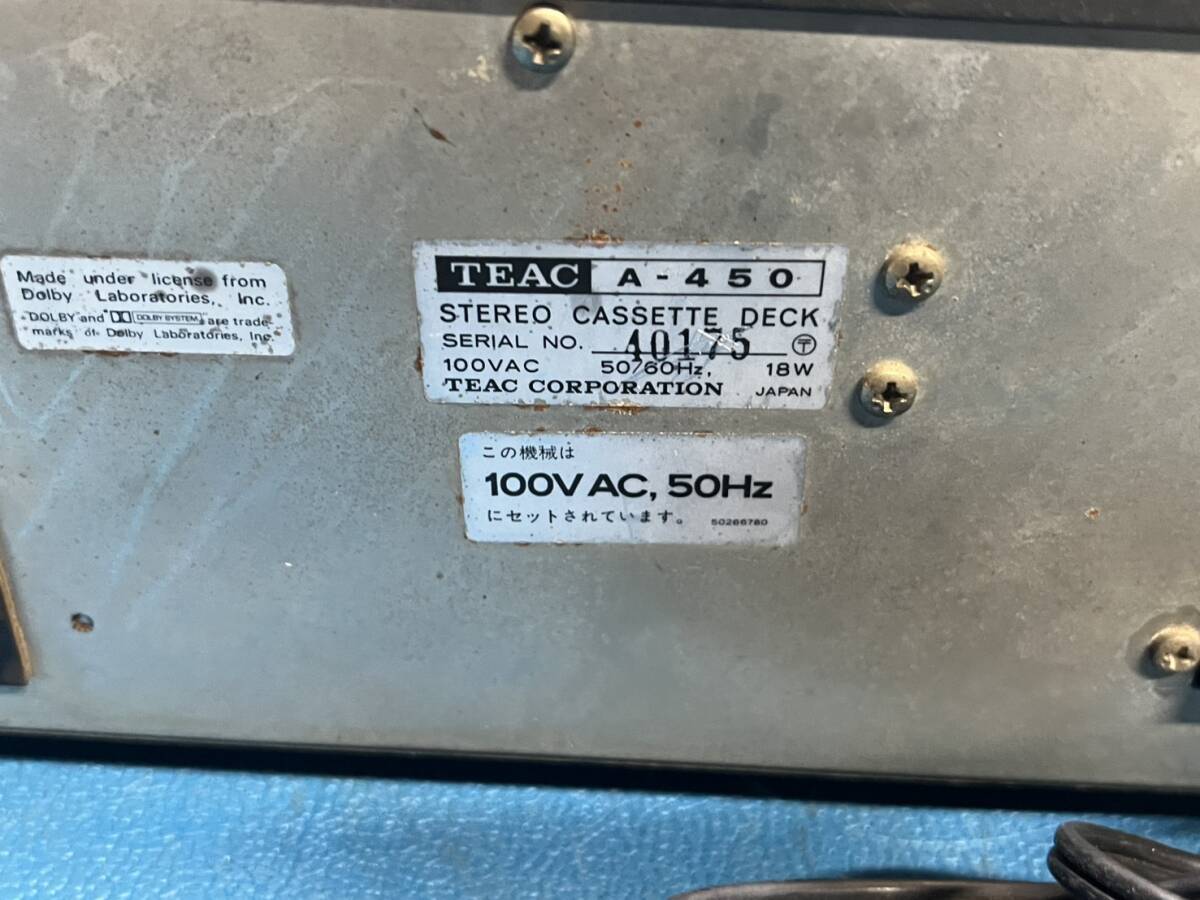 Made under license from
Dolby Laboratories, Inc.
DOLBY and DOLBY SYSTEM are trade-
marks of Dolby Laboratories, Inc.
TEAC A-450
STEREO CASSETTE DECK
SERIAL NO. 40175 〒
100VAC 50/60Hz, 18W
TEAC CORPORATION JAPAN
この機械は
100V AC, 50Hz
にセットされています。 50266760